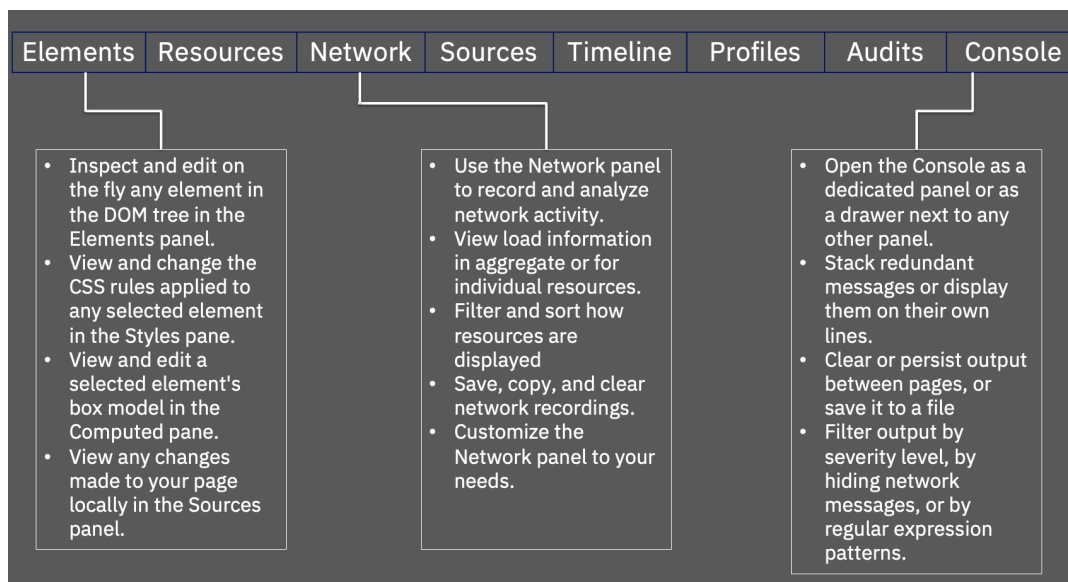 Elements Resources Network Sources Timeline Profiles Audits Console
• Inspect and edit on
the fly any element in
the DOM tree in the
Elements panel.
• View and change the
CSS rules applied to
any selected element
in the Styles pane.
• View and edit a
selected element's
box model in the
Computed pane.
• View any changes
made to your page
locally in the Sources
panel.
• Use the Network panel
to record and analyze
network activity.
• View load information
in aggregate or for
individual resources.
• Filter and sort how
resources are
displayed
• Save, copy, and clear
network recordings.
• Customize the
Network panel to your
needs.
• Open the Console as a
dedicated panel or as
a drawer next to any
other panel.
• Stack redundant
messages or display
them on their own
lines.
• Clear or persist output
between pages, or
save it to a file
• Filter output by
severity level, by
hiding network
messages, or by
regular expression
patterns.